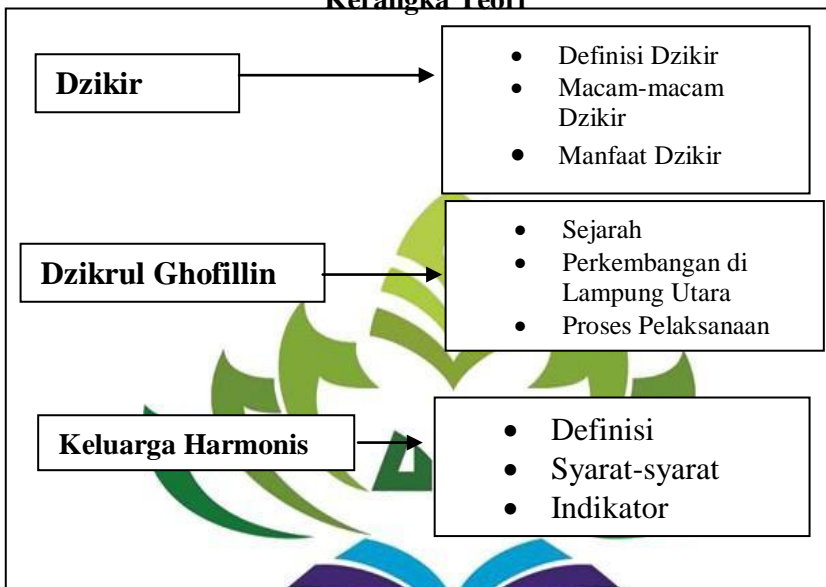 Kerangka Teori
Dzikir
• Definisi Dzikir
• Macam-macam
Dzikir
• Manfaat Dzikir
Dzikrul Ghofillin
• Sejarah
• Perkembangan di
Lampung Utara
• Proses Pelaksanaan
Keluarga Harmonis
• Definisi
• Syarat-syarat
• Indikator